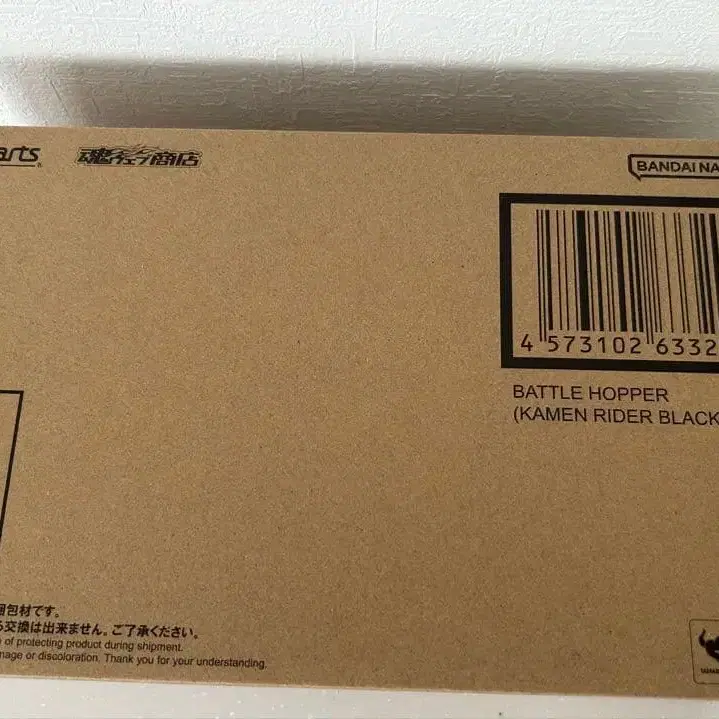 arts
魂ウェブ商店
BANDAI NA
4 573102 6332
BATTLE HOPPER
(KAMEN RIDER BLACK
梱包材です。
交換は出来ません。ご了承ください。
of protecting product during shipment.
mage or discoloration. Thank you for your understanding.